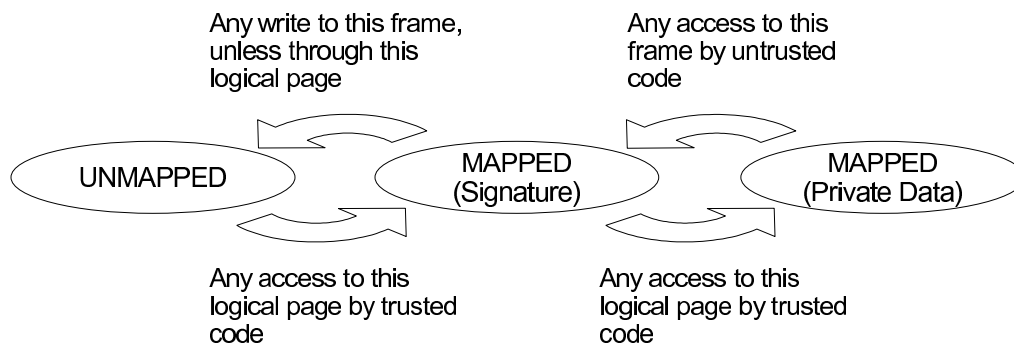 Any write to this frame,
unless through this
logical page
Any access to this
frame by untrusted
code
UNMAPPED
MAPPED
(Signature)
MAPPED
(Private Data)
Any access to this
logical page by trusted
code
Any access to this
logical page by trusted
code